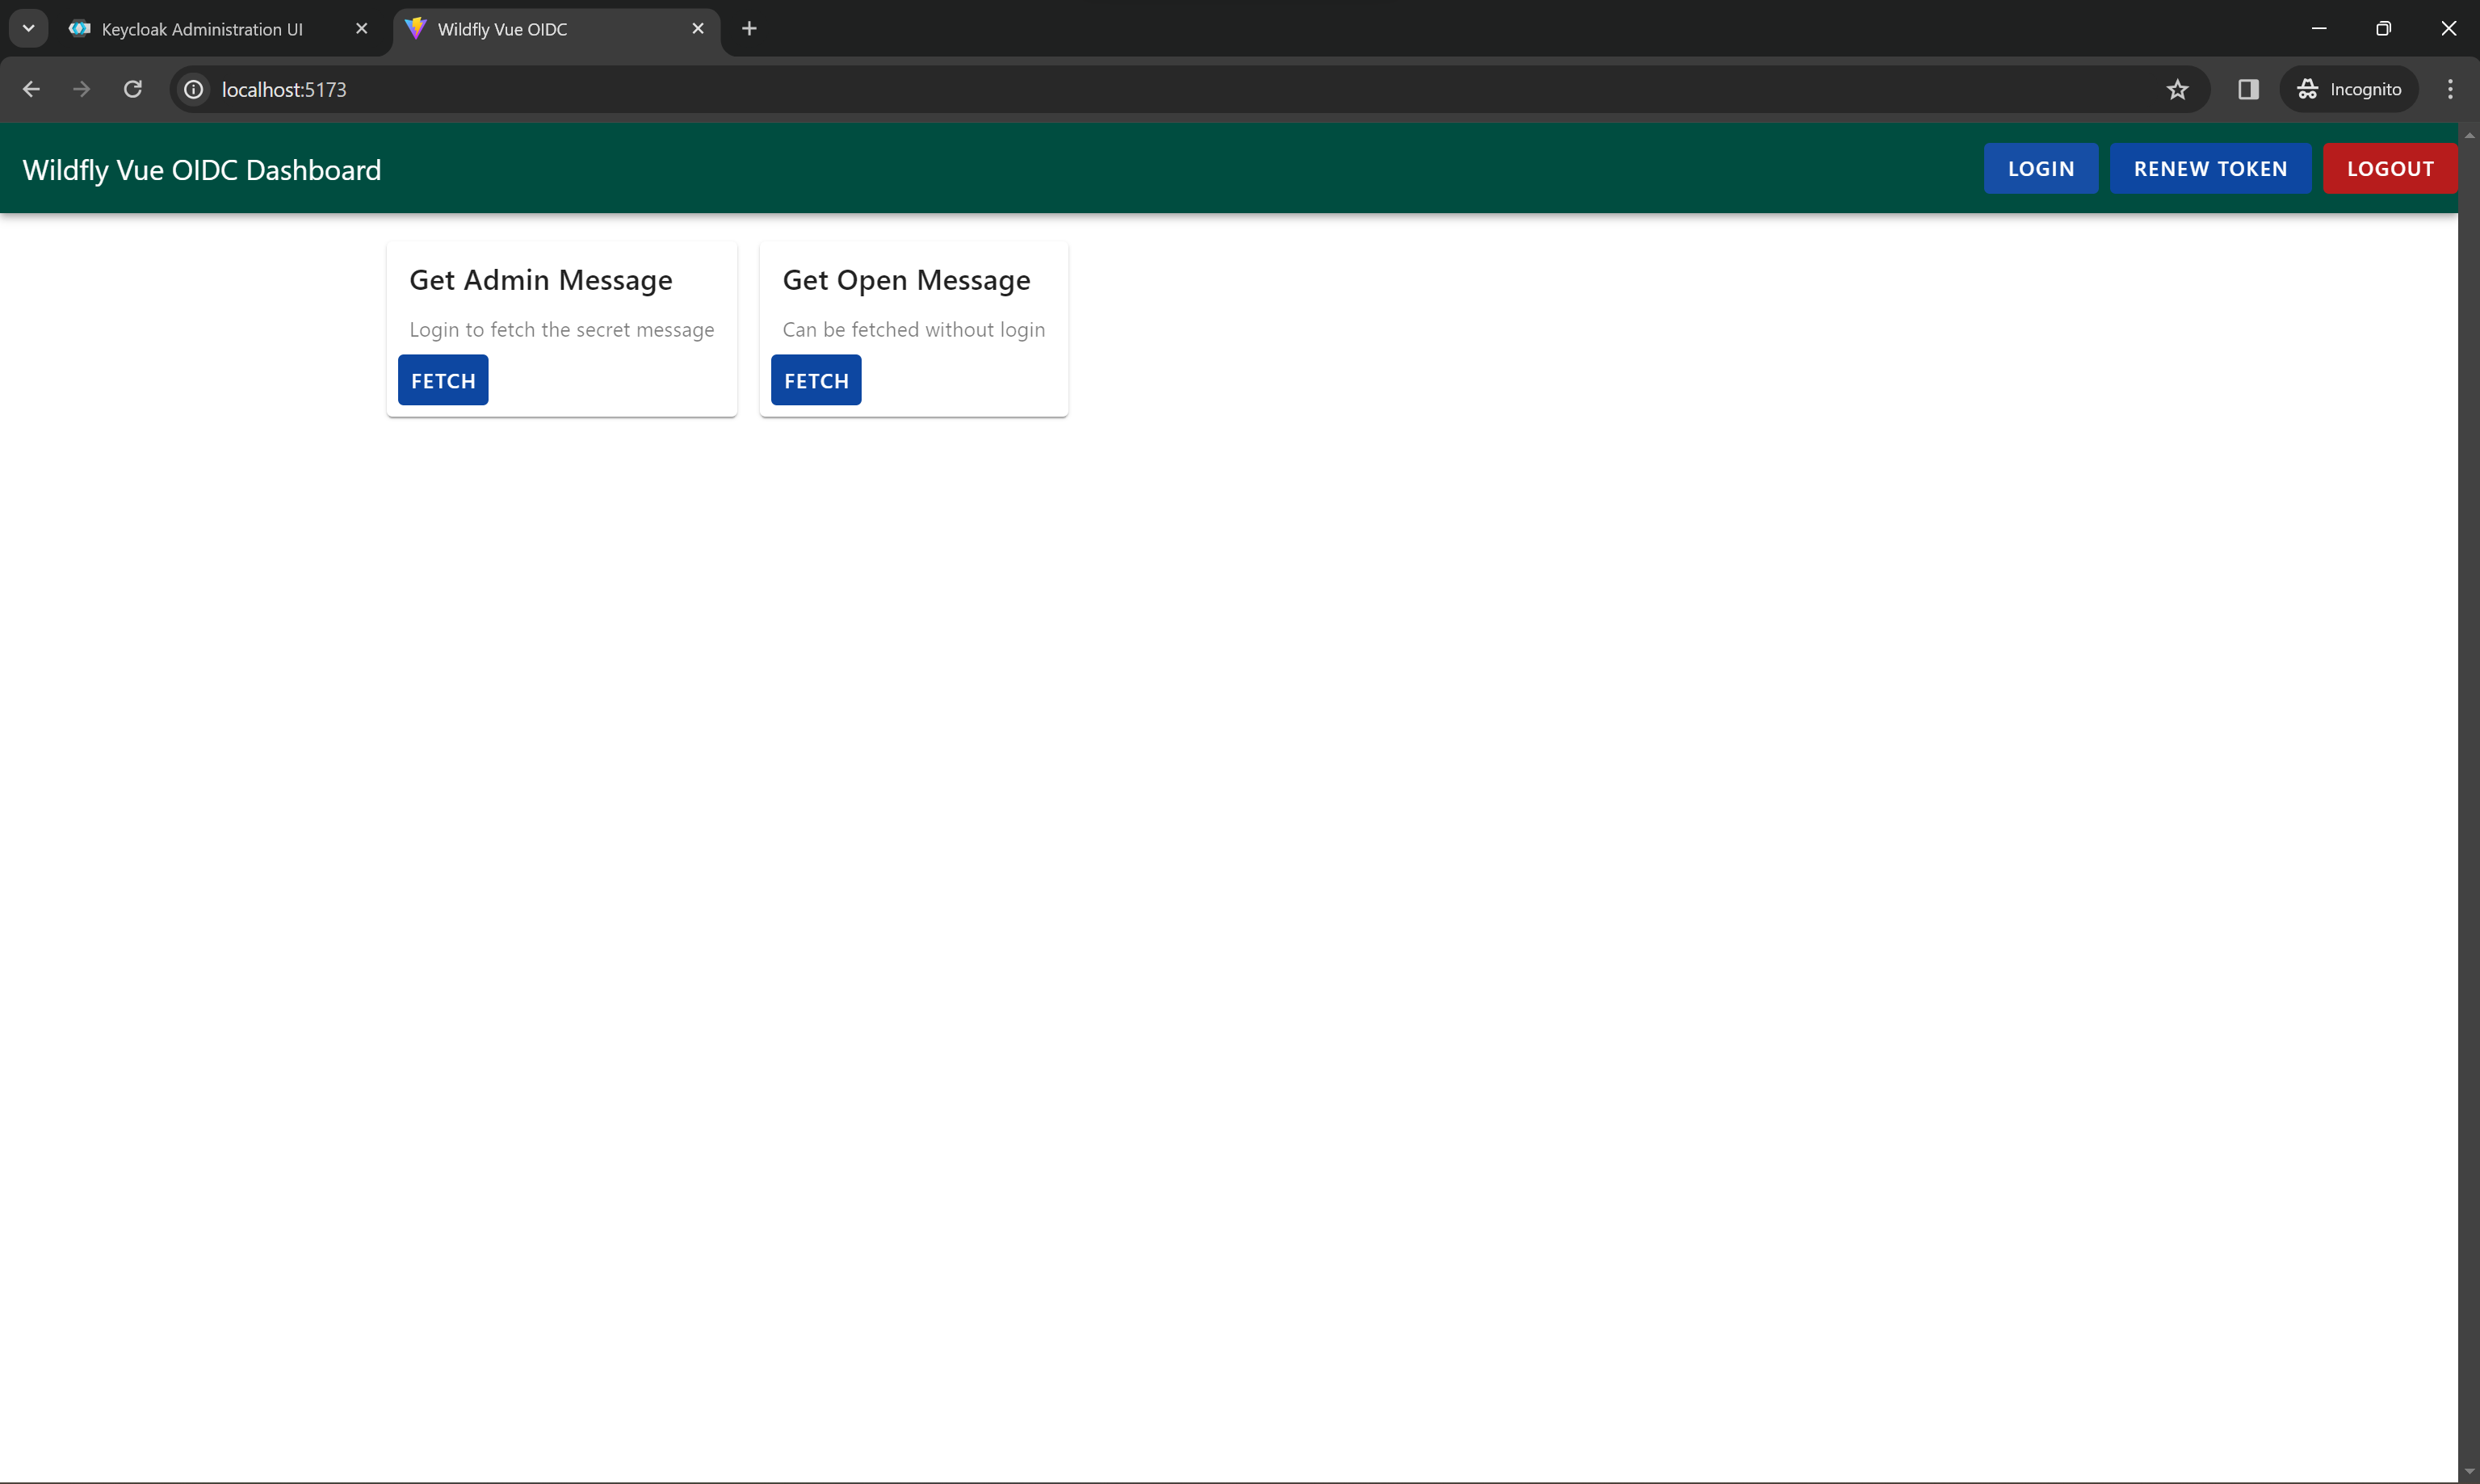 Keycloak Administration UI
Wildfly Vue OIDC
localhost:5173
Incognito
Wildfly Vue OIDC Dashboard
LOGIN
RENEW TOKEN
LOGOUT
Get Admin Message
Login to fetch the secret message
FETCH
Get Open Message
Can be fetched without login
FETCH